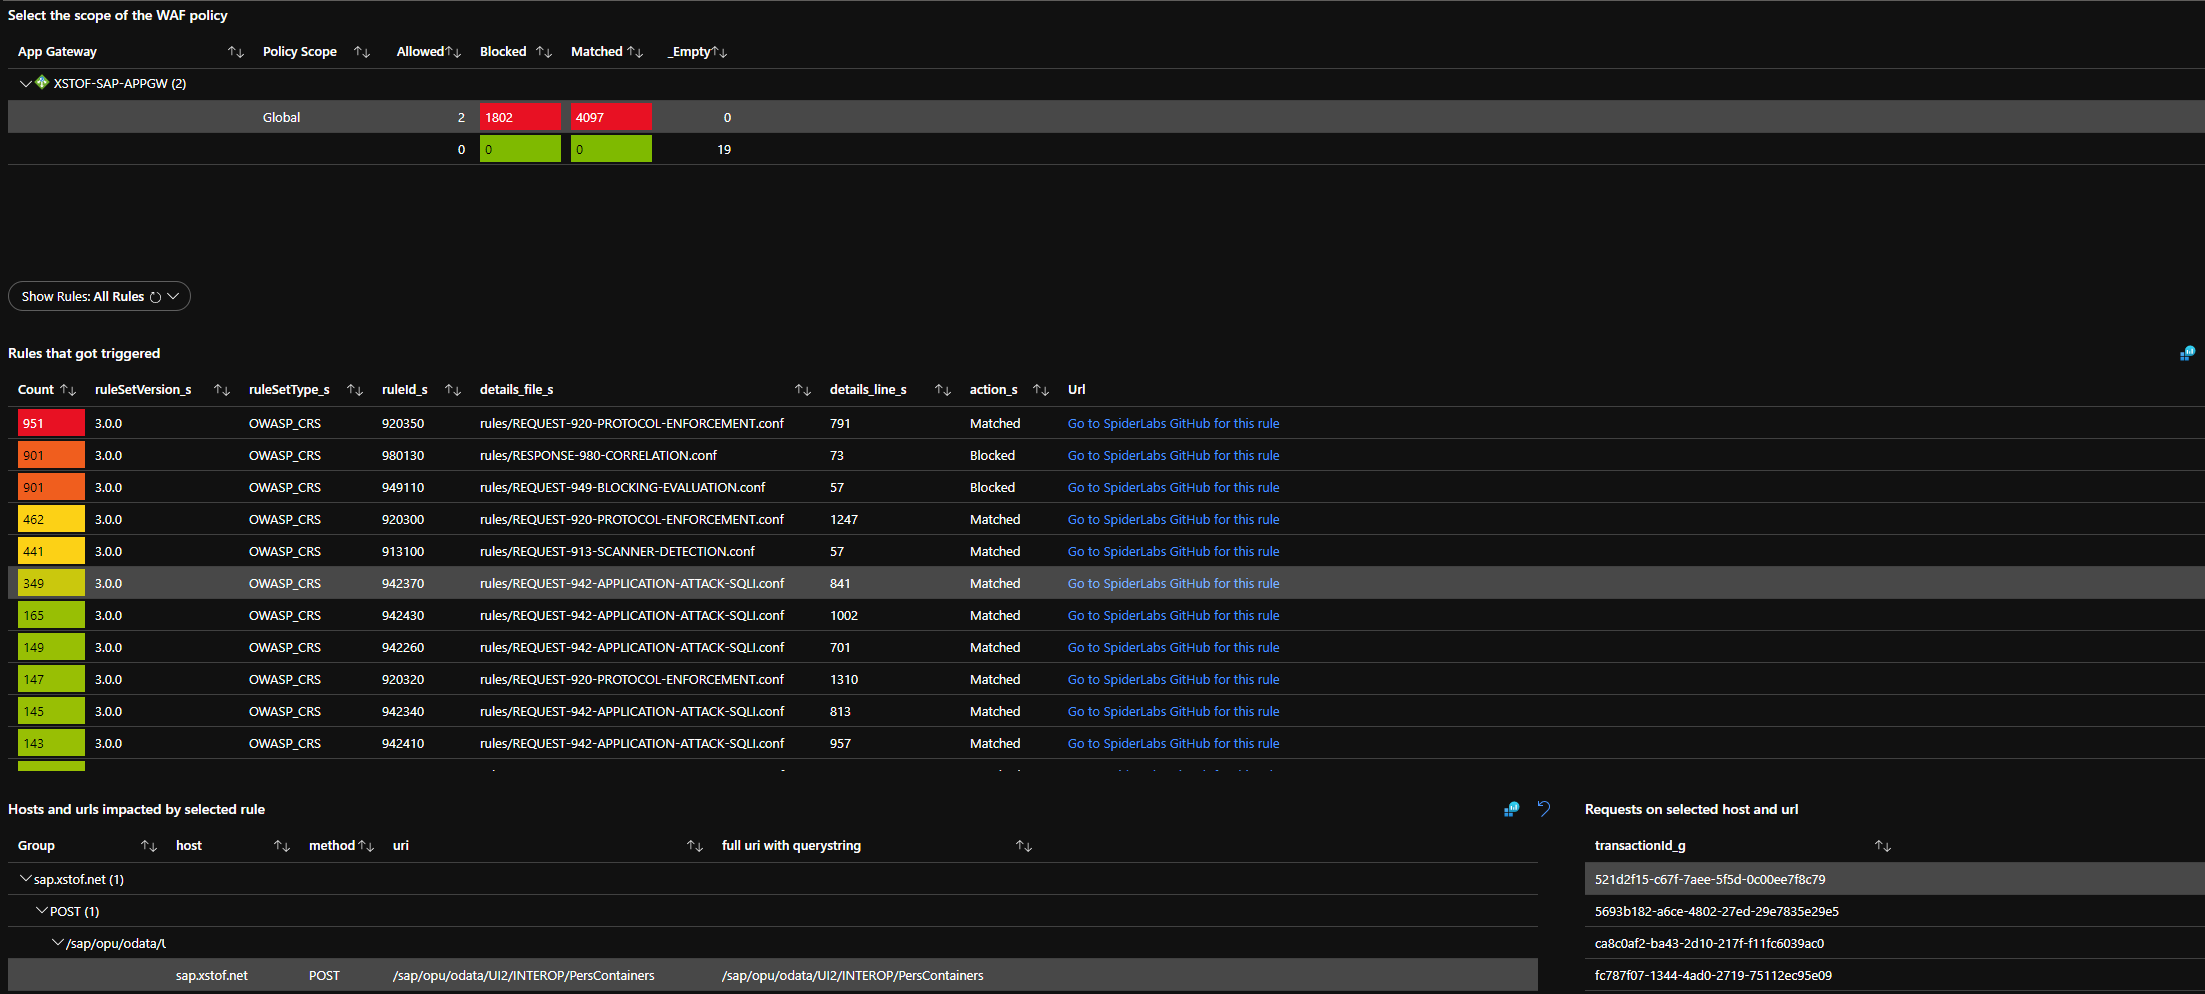 Select the scope of the WAF policy
App Gateway Policy Scope Allowed Blocked Matched _Empty
XSTOF-SAP-APPGW (2)
Global 2 1802 4097 0
0 0 0 19
Show Rules: All Rules
Rules that got triggered
Count ruleSetVersion_s ruleSetType_s ruleId_s details_file_s details_line_s action_s Url
951 3.0.0 OWASP_CRS 920350 rules/REQUEST-920-PROTOCOL-ENFORCEMENT.conf 791 Matched Go to SpiderLabs GitHub for this rule
901 3.0.0 OWASP_CRS 980130 rules/RESPONSE-980-CORRELATION.conf 73 Blocked Go to SpiderLabs GitHub for this rule
901 3.0.0 OWASP_CRS 949110 rules/REQUEST-949-BLOCKING-EVALUATION.conf 57 Blocked Go to SpiderLabs GitHub for this rule
462 3.0.0 OWASP_CRS 920300 rules/REQUEST-920-PROTOCOL-ENFORCEMENT.conf 1247 Matched Go to SpiderLabs GitHub for this rule
441 3.0.0 OWASP_CRS 913100 rules/REQUEST-913-SCANNER-DETECTION.conf 57 Matched Go to SpiderLabs GitHub for this rule
349 3.0.0 OWASP_CRS 942370 rules/REQUEST-942-APPLICATION-ATTACK-SQLI.conf 841 Matched Go to SpiderLabs GitHub for this rule
165 3.0.0 OWASP_CRS 942430 rules/REQUEST-942-APPLICATION-ATTACK-SQLI.conf 1002 Matched Go to SpiderLabs GitHub for this rule
149 3.0.0 OWASP_CRS 942260 rules/REQUEST-942-APPLICATION-ATTACK-SQLI.conf 701 Matched Go to SpiderLabs GitHub for this rule
147 3.0.0 OWASP_CRS 920320 rules/REQUEST-920-PROTOCOL-ENFORCEMENT.conf 1310 Matched Go to SpiderLabs GitHub for this rule
145 3.0.0 OWASP_CRS 942340 rules/REQUEST-942-APPLICATION-ATTACK-SQLI.conf 813 Matched Go to SpiderLabs GitHub for this rule
143 3.0.0 OWASP_CRS 942410 rules/REQUEST-942-APPLICATION-ATTACK-SQLI.conf 957 Matched Go to SpiderLabs GitHub for this rule
Hosts and urls impacted by selected rule
Group host method uri full uri with querystring
sap.xstof.net (1)
POST (1)
/sap/opu/odata/l
sap.xstof.net POST /sap/opu/odata/UI2/INTEROP/PersContainers /sap/opu/odata/UI2/INTEROP/PersContainers
Requests on selected host and url
transactionId_g
521d2f15-c67f-7aee-5f5d-0c00ee7f8c79
5693b182-a6ce-4802-27ed-29e7835e29e5
ca8c0af2-ba43-2d10-217f-f11fc6039ac0
fc787f07-1344-4ad0-2719-75112ec95e09